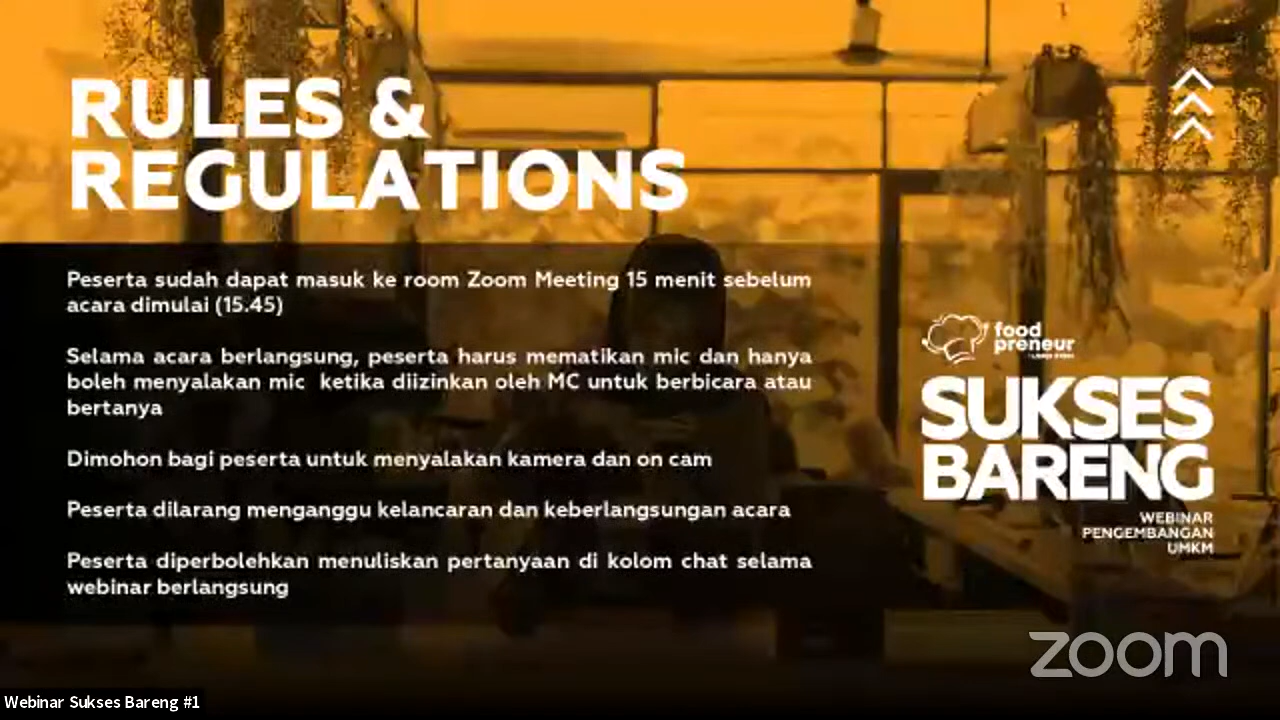 RULES &
REGULATIONS
Peserta sudah dapat masuk ke room Zoom Meeting 15 menit sebelum
acara dimulai (15.45)
Selama acara berlangsung, peserta harus mematikan mic dan hanya
boleh menyalakan mic ketika diizinkan oleh MC untuk berbicara atau
bertanya
Dimohon bagi peserta untuk menyalakan kamera dan on cam
Peserta dilarang menganggu kelancaran dan keberlangsungan acara
Peserta diperbolehkan menuliskan pertanyaan di kolom chat selama
webinar berlangsung
food
preneur
SUKSES
BARENG
WEBINAR
PENGEMBANGAN
UMKM
zoom
Webinar Sukses Bareng #1